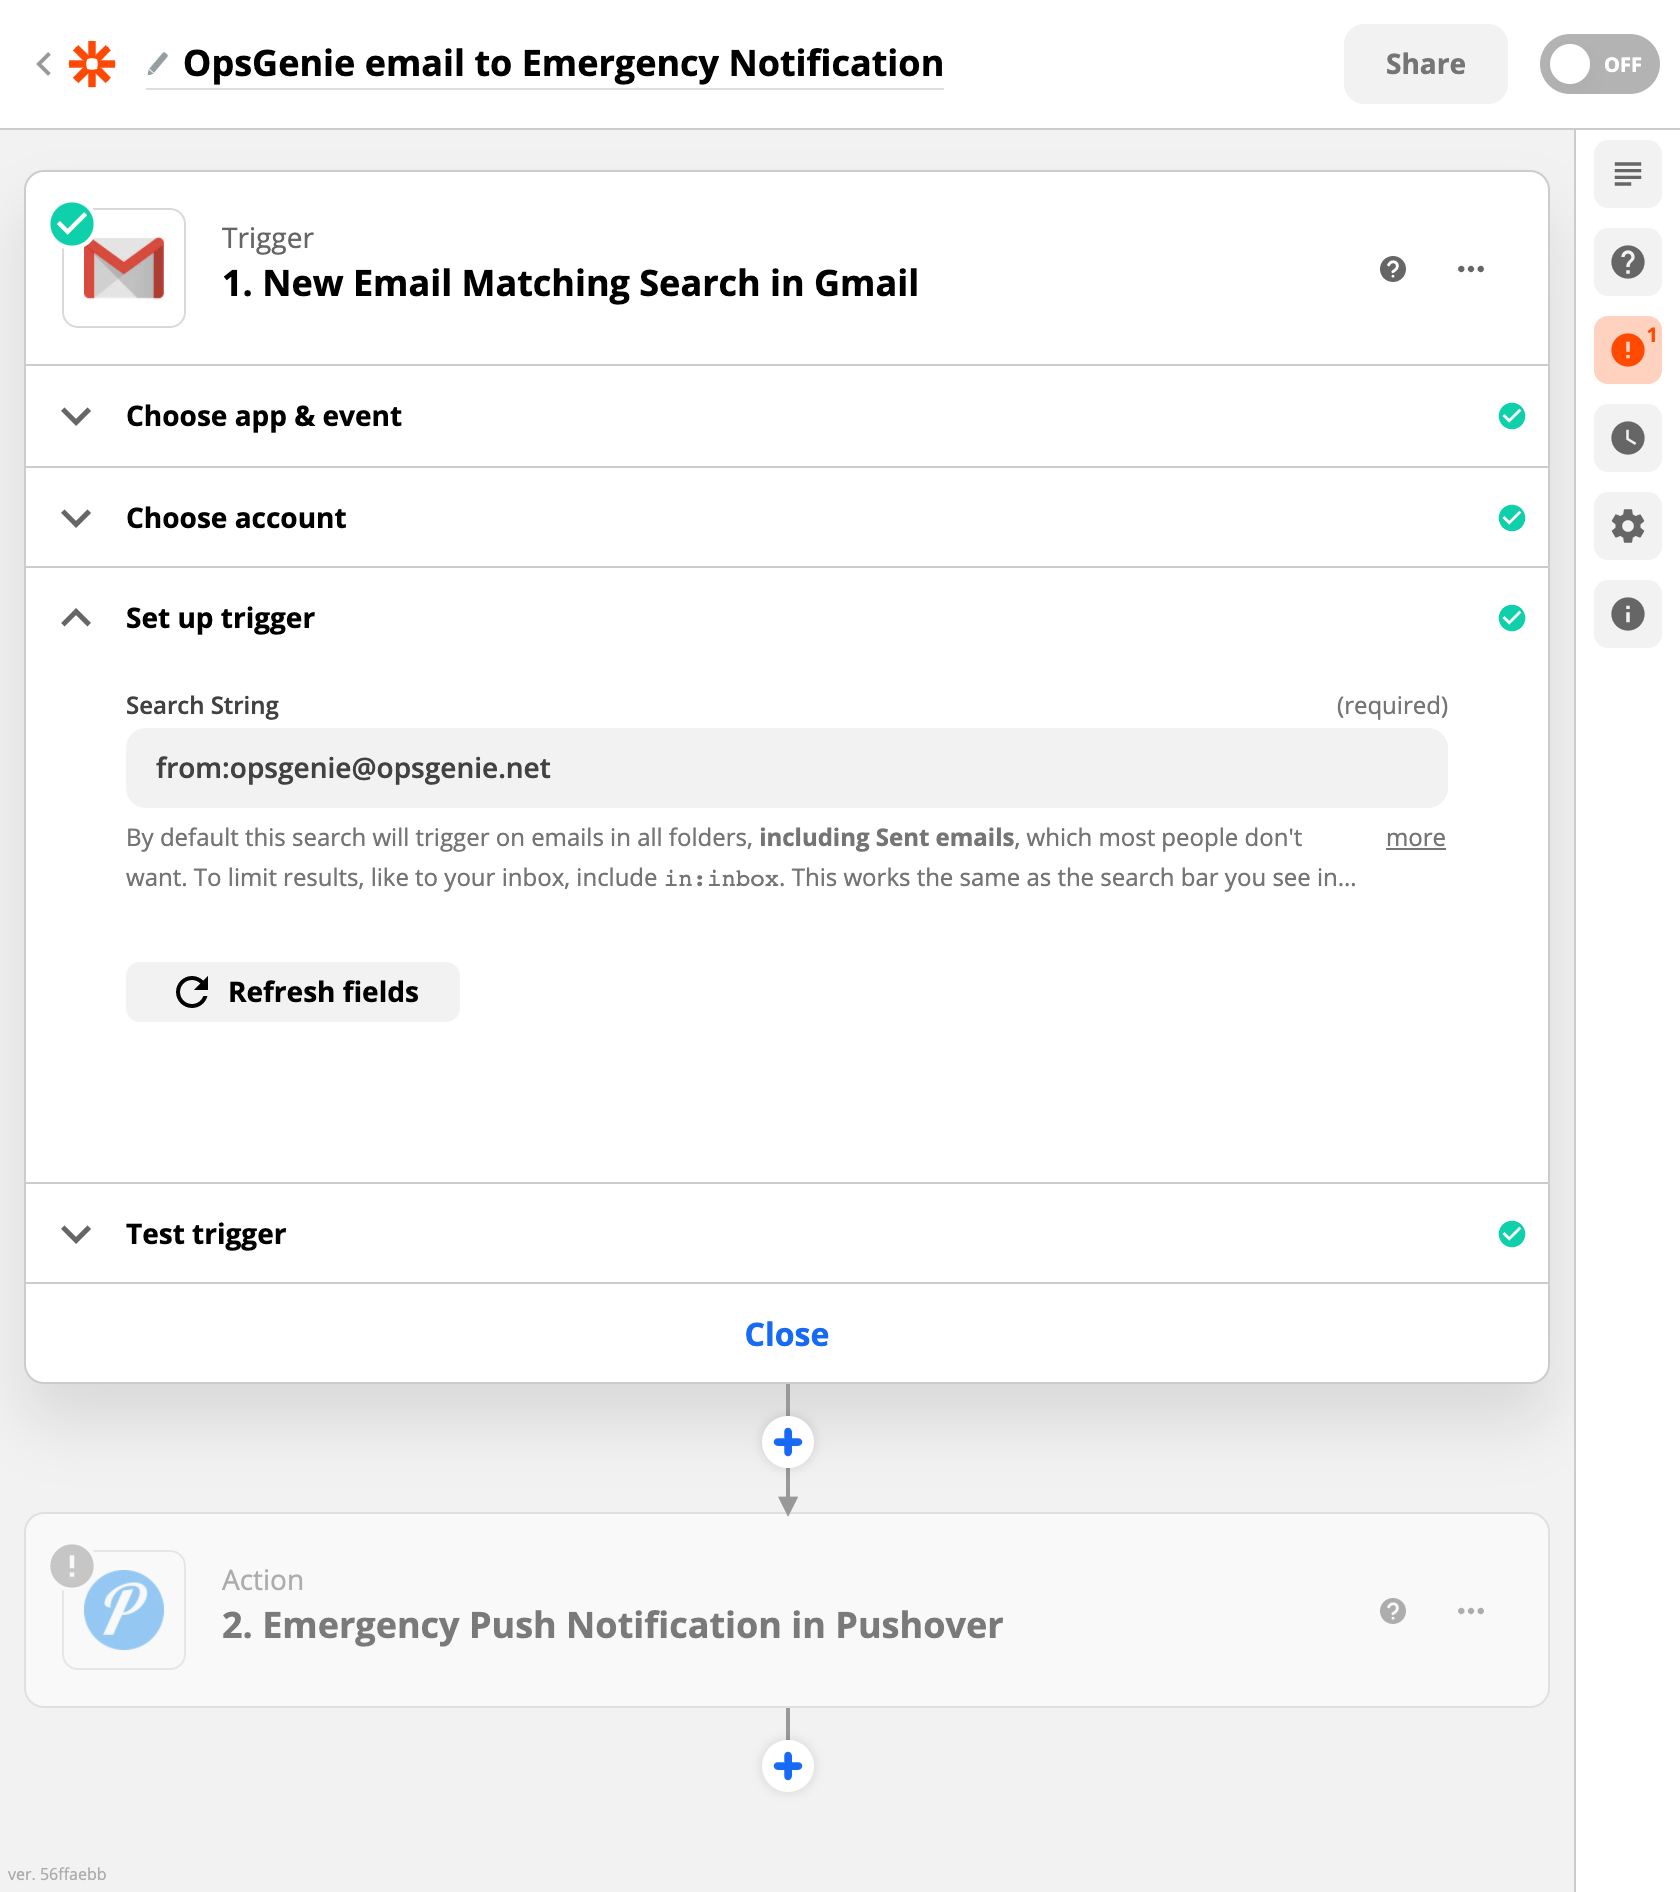 OpsGenie email to Emergency Notification
Share
OFF
Trigger
1. New Email Matching Search in Gmail
1
Choose app & event
Choose account
Set up trigger
Search String
(required)
from:opsgenie@opsgenie.net
By default this search will trigger on emails in all folders, including Sent emails, which most people don't
more
want. To limit results, like to your inbox, include in:inbox. This works the same as the search bar you see in...
Refresh fields
Test trigger
Close
Action
2. Emergency Push Notification in Pushover
ver. 56ffaebb